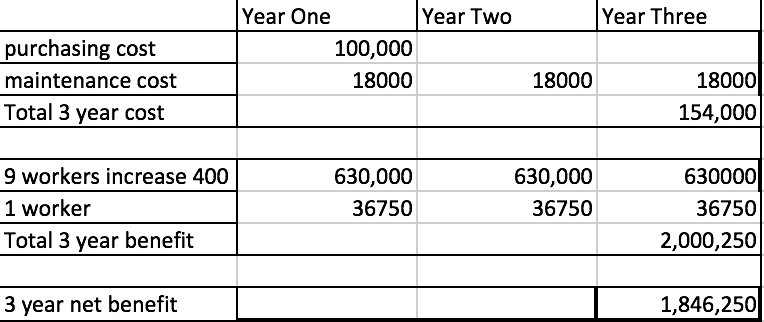 Year One Year Two Year Three
purchasing cost 100,000
maintenance cost 18000 18000 18000
Total 3 year cost 154,000
9 workers increase 400 630,000 630,000 630000
1 worker 36750 36750 36750
Total 3 year benefit 2,000,250
3 year net benefit 1,846,250